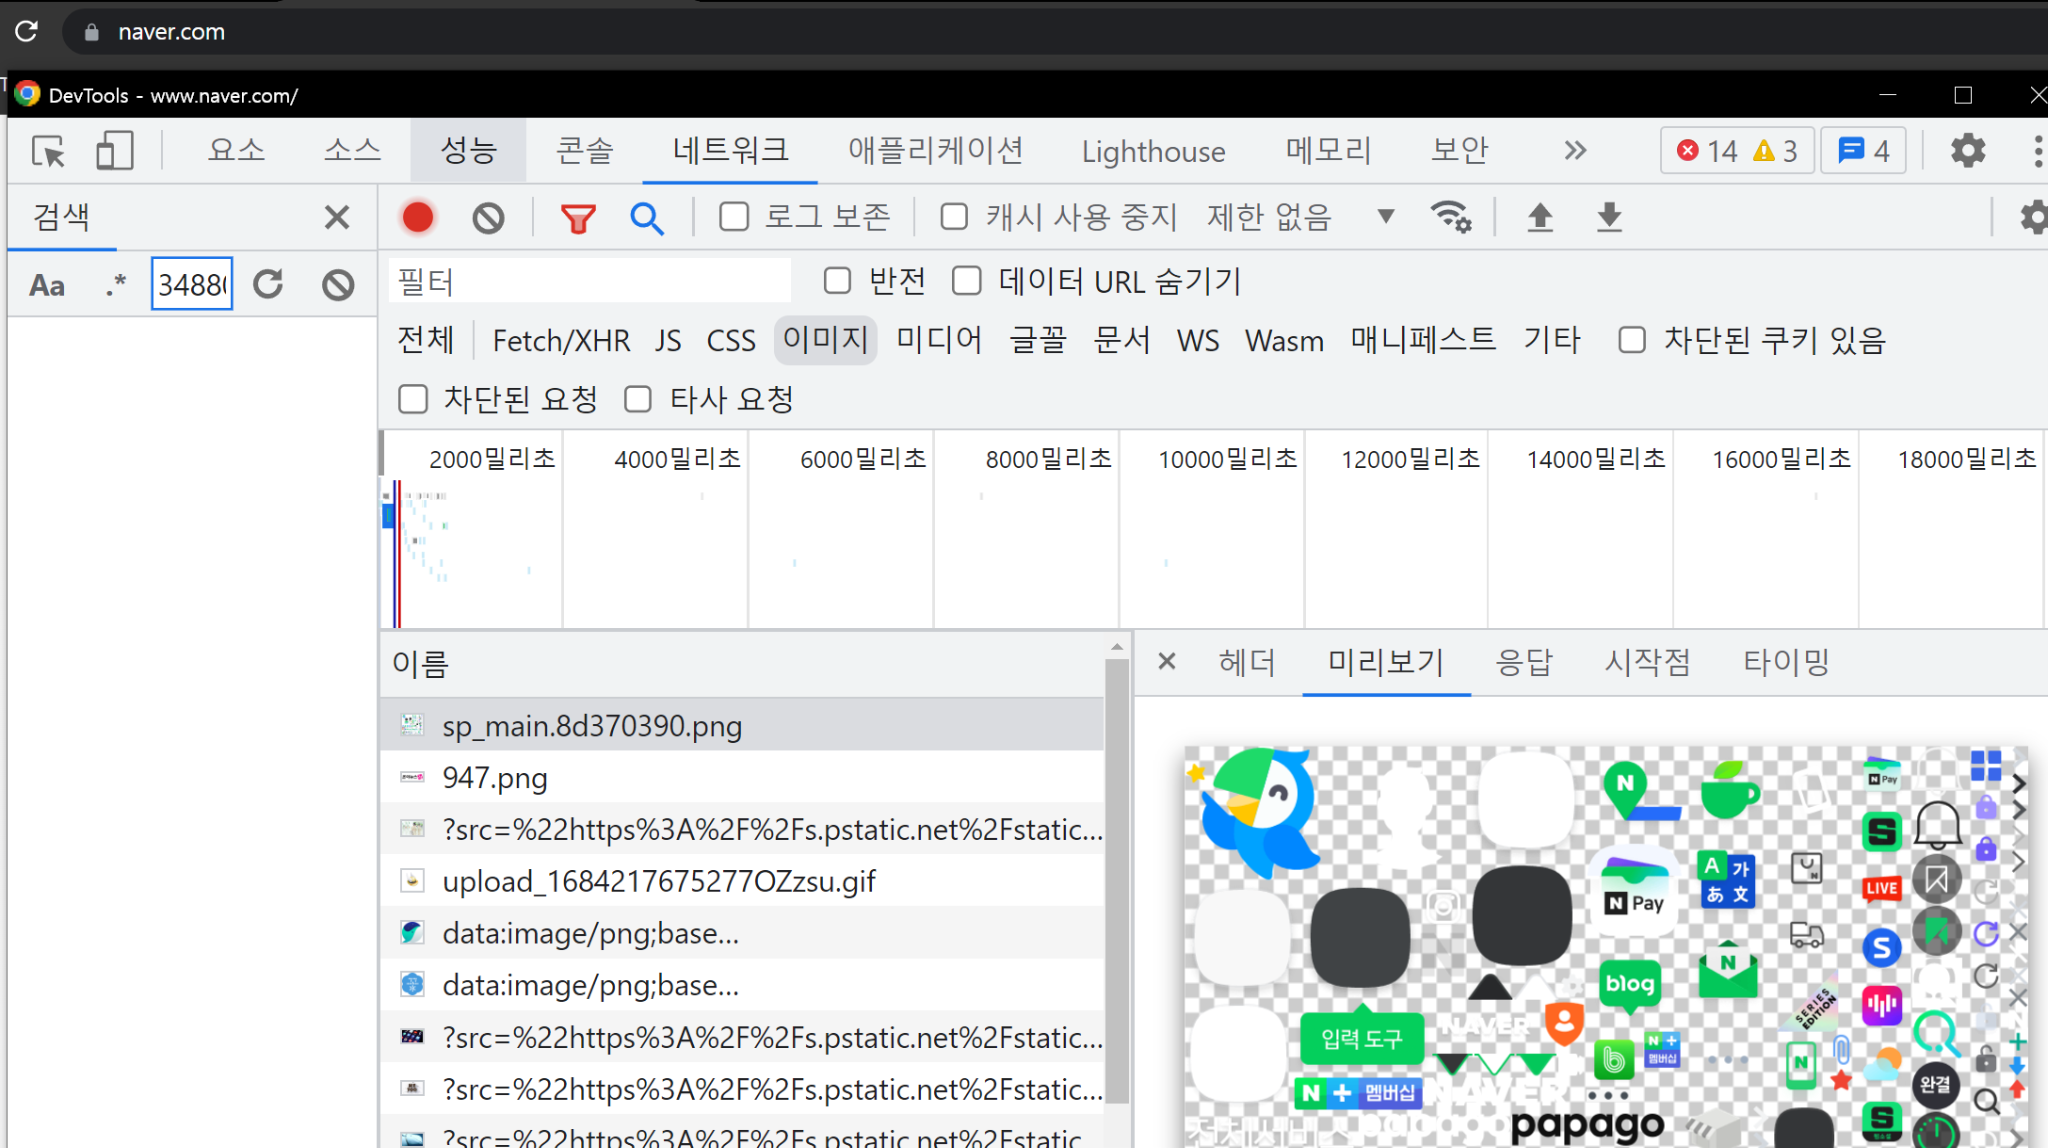 naver.com
DevTools - www.naver.com/
요소 소스 성능 콘솔 네트워크 애플리케이션 Lighthouse 메모리 보안 » 14 3 4
검색 로그 보존 캐시 사용 중지 제한 없음
Aa .* 필터 반전 데이터 URL 숨기기
전체 Fetch/XHR JS CSS 이미지 미디어 글꼴 문서 WS Wasm 매니페스트 기타 차단된 쿠키 있음
차단된 요청 타사 요청
2000밀리초 4000밀리초 6000밀리초 8000밀리초 10000밀리초 12000밀리초 14000밀리초 16000밀리초 18000밀리초
이름
헤더 미리보기 응답 시작점 타이밍
sp_main.8d370390.png
947.png
?src=%22https%3A%2F%2Fs.pstatic.net%2Fstatic...
upload_1684217675277OZzsu.gif
data:image/png;base...
data:image/png;base...
?src=%22https%3A%2F%2Fs.pstatic.net%2Fstatic...
?src=%22https%3A%2F%2Fs.pstatic.net%2Fstatic...
?src=%22https%3A%2F%2Fs.pstatic.net%2Fstatic
N
N Pay
S
N Pay
A 가
あ 文
N
LIVE
S
blog
N
SERIES
EDITION
입력 도구
NAVER
b
N +
멤버십
N
N + 멤버십
NAVER
완결
papago
S